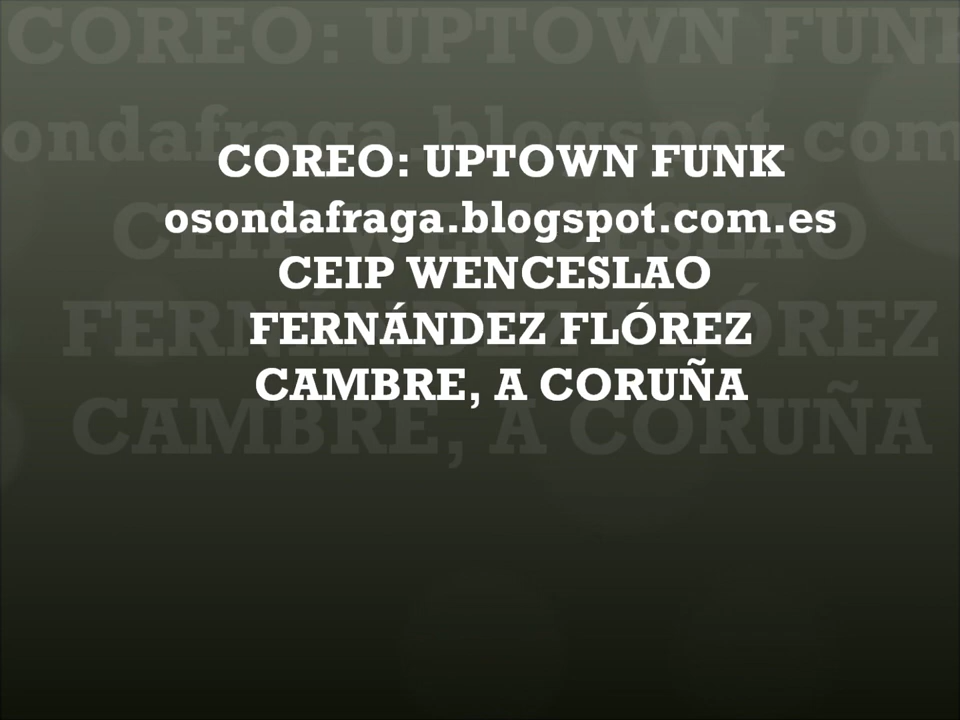 COREO: UPTOWN FUNK
osondafraga.blogspot.com.es
CEIP WENCESLAO
FERNÁNDEZ FLÓREZ
CAMBRE, A CORUÑA